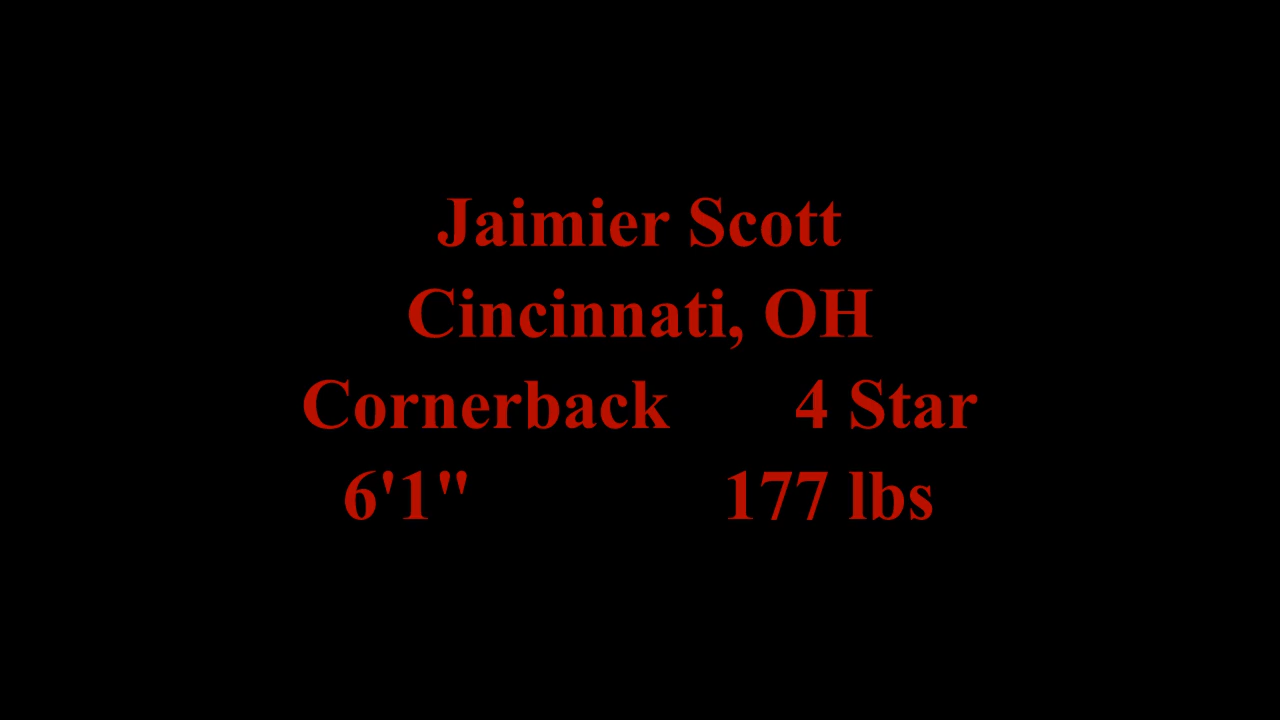 Jaimier Scott
Cincinnati, OH
Cornerback 4 Star
6'1" 177 lbs